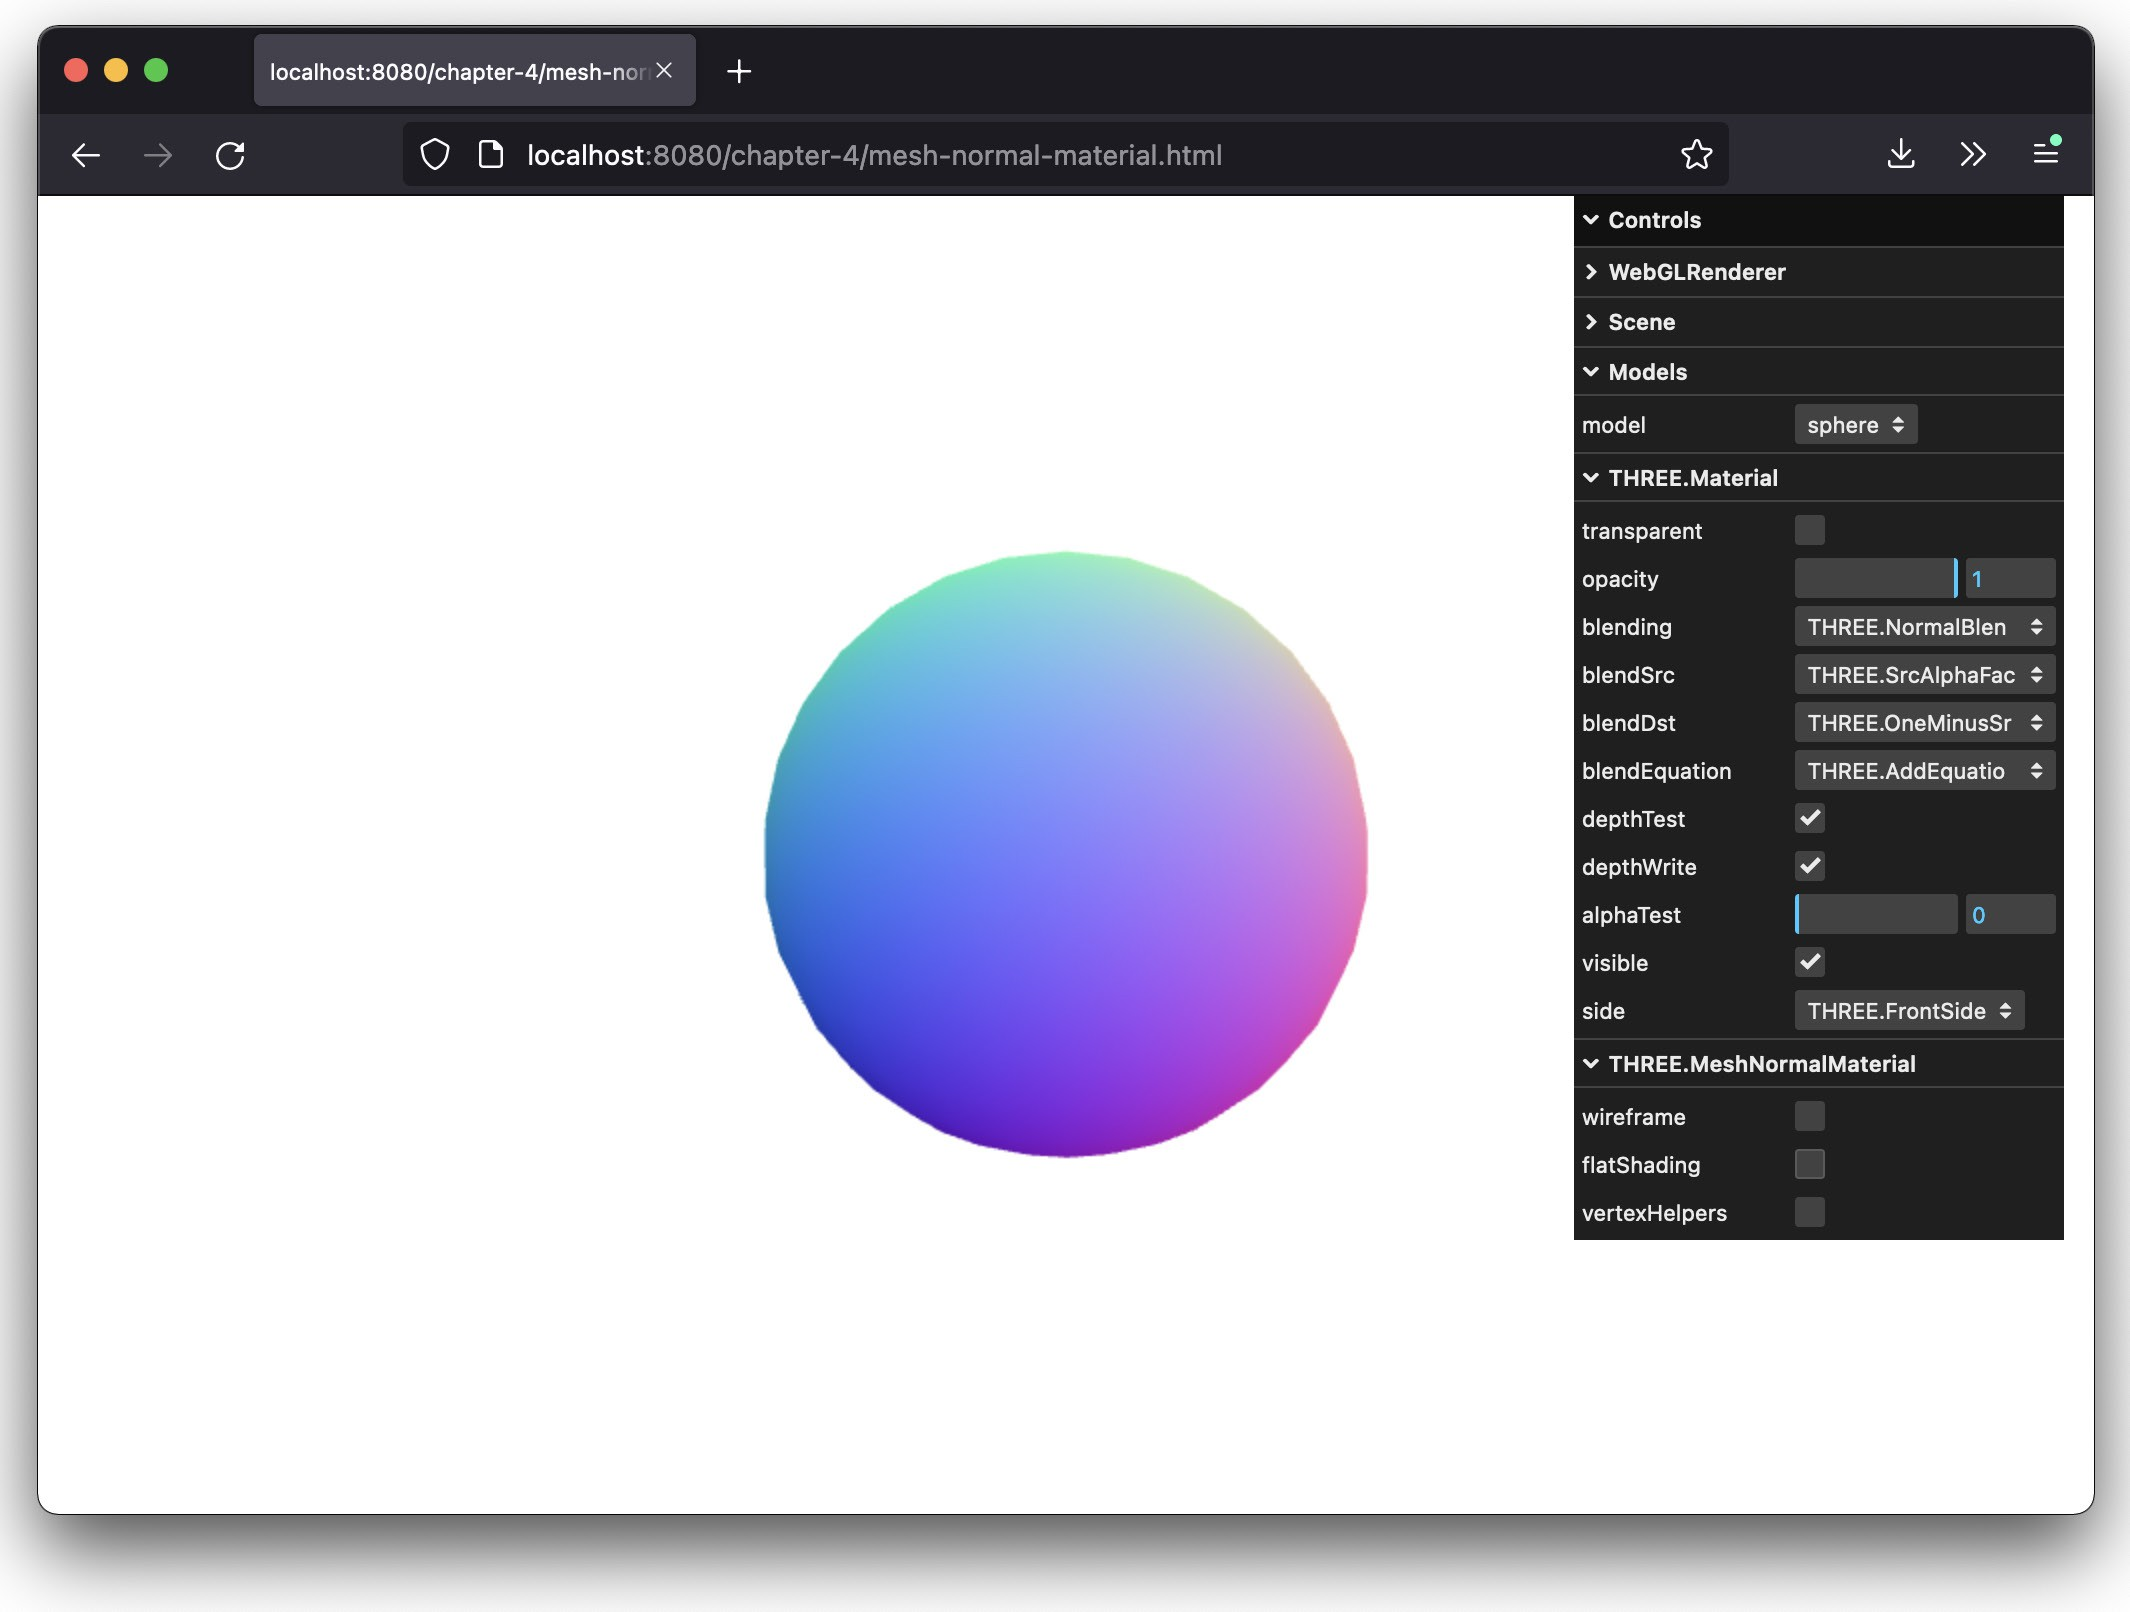 localhost:8080/chapter-4/mesh-nor
localhost:8080/chapter-4/mesh-normal-material.html
Controls
WebGLRenderer
Scene
Models
model sphere
THREE.Material
transparent
opacity 1
blending THREE.NormalBlen
blendSrc THREE.SrcAlphaFac
blendDst THREE.OneMinusSr
blendEquation THREE.AddEquatio
depthTest
depthWrite
alphaTest 0
visible
side THREE.FrontSide
THREE.MeshNormalMaterial
wireframe
flatShading
vertexHelpers